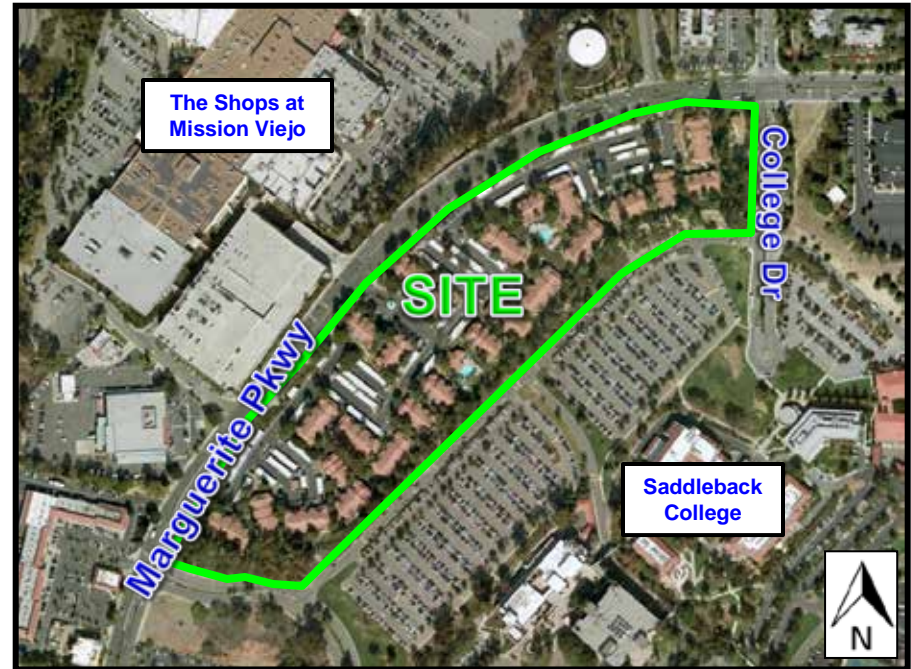 The Shops at
Mission Viejo
College Dr
SITE
Marguerite Pkwy
Saddleback
College
N